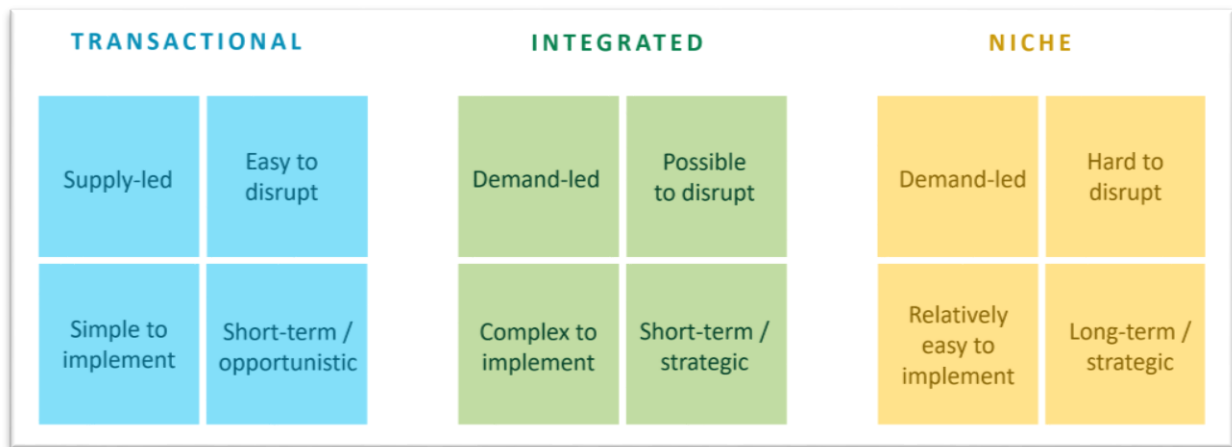 TRANSACTIONAL
Supply-led
Easy to
disrupt
Simple to
implement
Short-term /
opportunistic
INTEGRATED
Demand-led
Possible
to disrupt
Complex to
implement
Short-term /
strategic
NICHE
Demand-led
Hard to
disrupt
Relatively
easy to
implement
Long-term /
strategic